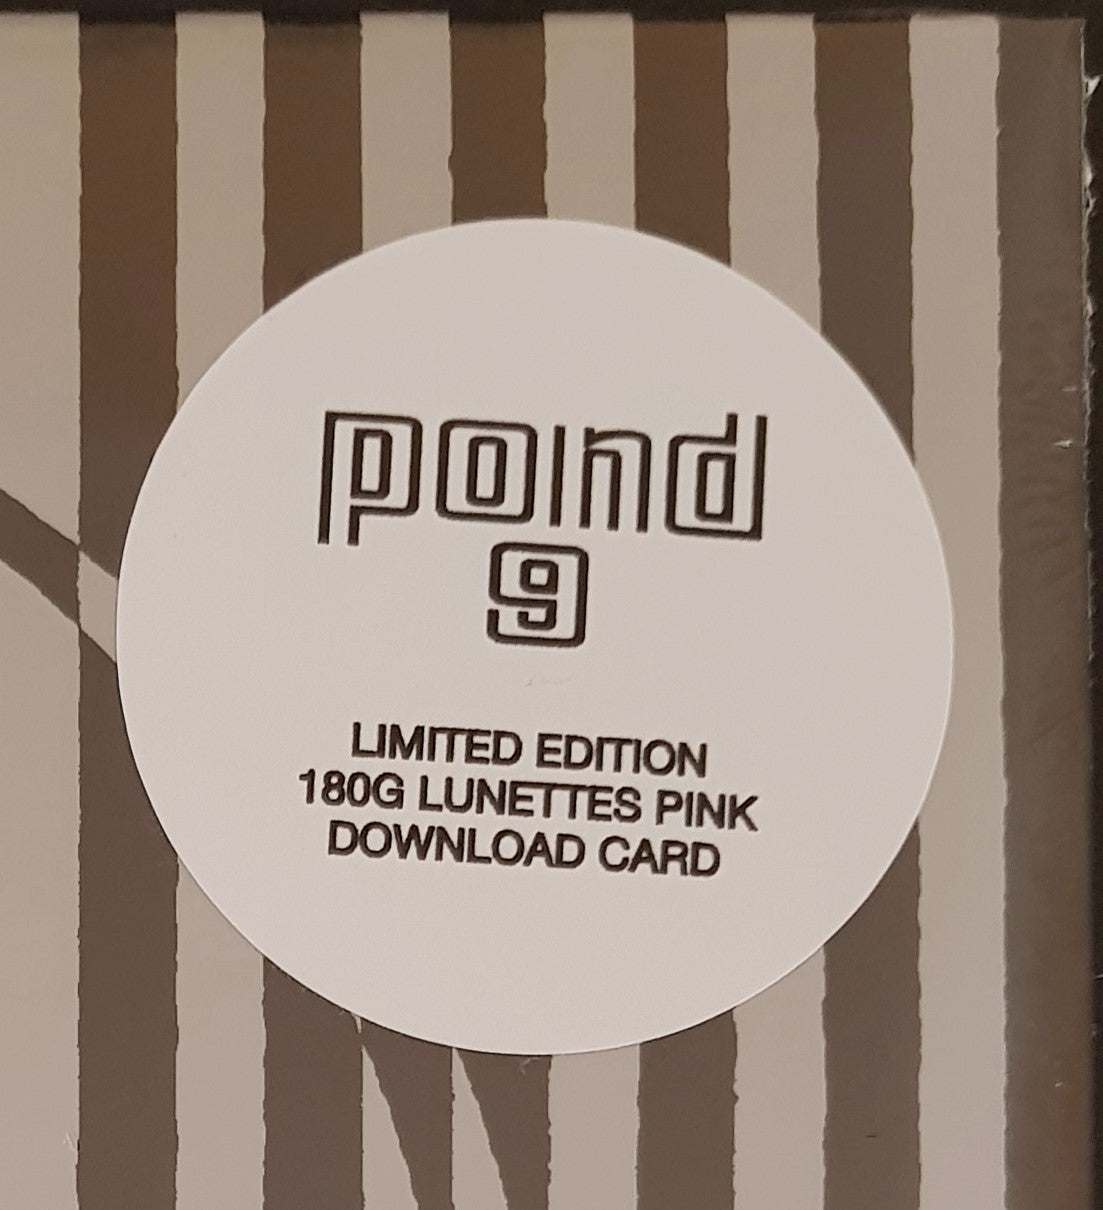 pond
9
LIMITED EDITION
180G LUNETTES PINK
DOWNLOAD CARD